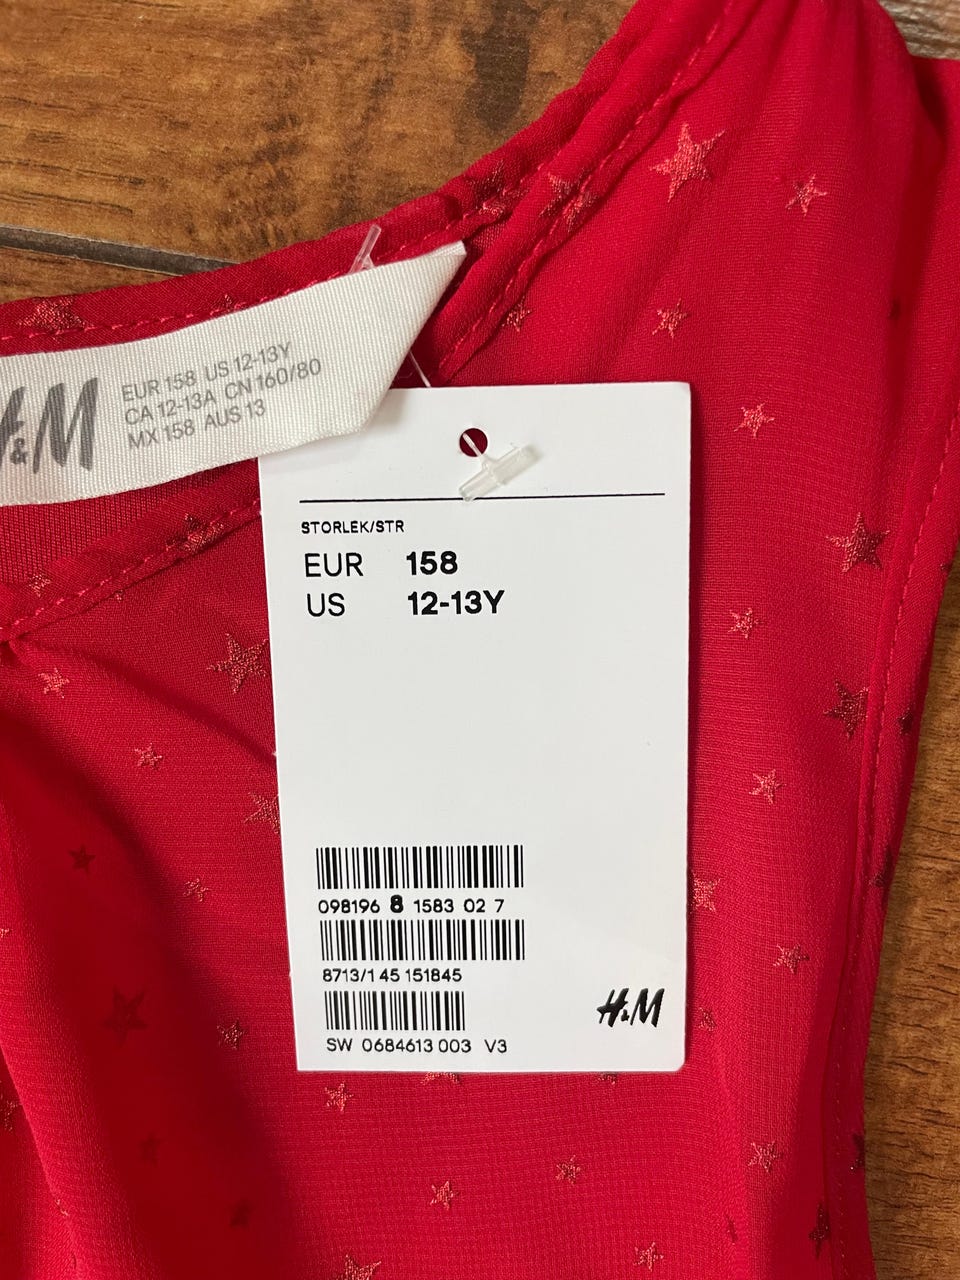 H&M
EUR 158 US 12-13Y
CA 12-13A CN 160/80
MX 158 AUS 13
STORLEK/STR
EUR 158
US 12-13Y
098196 8 1583 02 7
8713/1 45 151845
H&M
SW 0684613 003 V3